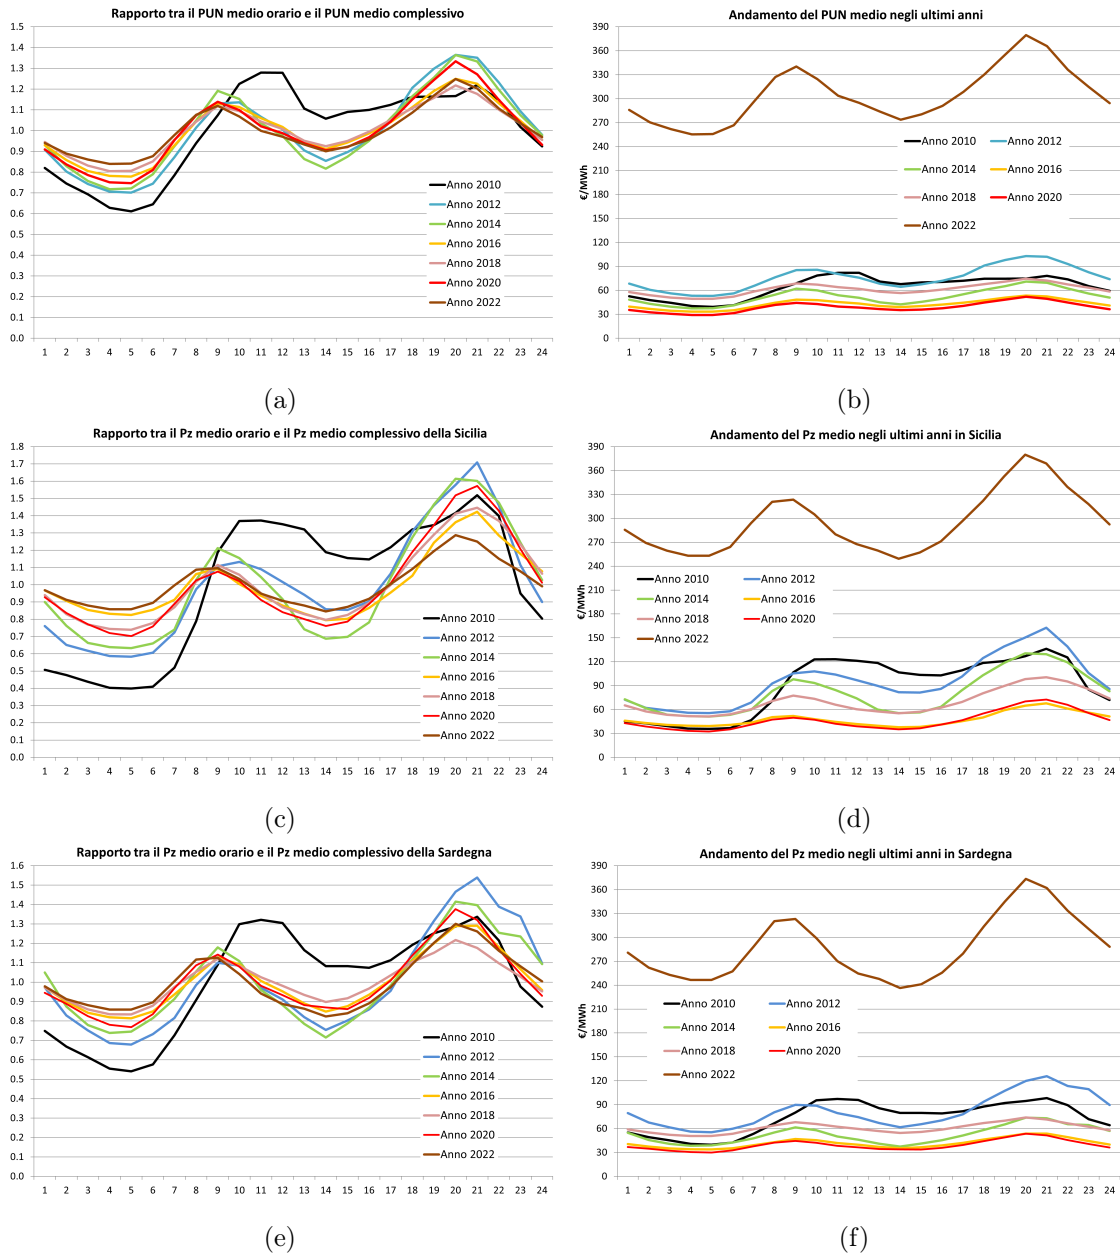 Rapporto tra il PUN medio orario e il PUN medio complessivo
1.5
1.4
1.3
1.2
1.1
1.0
0.9
0.8
0.7
0.6
0.5
0.4
0.3
0.2
0.1
0.0
Anno 2010
Anno 2012
Anno 2014
Anno 2016
Anno 2018
Anno 2020
Anno 2022
1 2 3 4 5 6 7 8 9 10 11 12 13 14 15 16 17 18 19 20 21 22 23 24
(a)
Andamento del PUN medio negli ultimi anni
€/MWh
390
360
330
300
270
240
210
180
150
120
90
60
30
0
Anno 2010 Anno 2012
Anno 2014 Anno 2016
Anno 2018 Anno 2020
Anno 2022
1 2 3 4 5 6 7 8 9 10 11 12 13 14 15 16 17 18 19 20 21 22 23 24
(b)
Rapporto tra il Pz medio orario e il Pz medio complessivo della Sicilia
1.8
1.7
1.6
1.5
1.4
1.3
1.2
1.1
1.0
0.9
0.8
0.7
0.6
0.5
0.4
0.3
0.2
0.1
0.0
Anno 2010
Anno 2012
Anno 2014
Anno 2016
Anno 2018
Anno 2020
Anno 2022
1 2 3 4 5 6 7 8 9 10 11 12 13 14 15 16 17 18 19 20 21 22 23 24
(c)
Andamento del Pz medio negli ultimi anni in Sicilia
€/MWh
390
360
330
300
270
240
210
180
150
120
90
60
30
0
Anno 2010 Anno 2012
Anno 2014 Anno 2016
Anno 2018 Anno 2020
Anno 2022
1 2 3 4 5 6 7 8 9 10 11 12 13 14 15 16 17 18 19 20 21 22 23 24
(d)
Rapporto tra il Pz medio orario e il Pz medio complessivo della Sardegna
1.6
1.5
1.4
1.3
1.2
1.1
1.0
0.9
0.8
0.7
0.6
0.5
0.4
0.3
0.2
0.1
0.0
Anno 2010
Anno 2012
Anno 2014
Anno 2016
Anno 2018
Anno 2020
Anno 2022
1 2 3 4 5 6 7 8 9 10 11 12 13 14 15 16 17 18 19 20 21 22 23 24
(e)
Andamento del Pz medio negli ultimi anni in Sardegna
€/MWh
390
360
330
300
270
240
210
180
150
120
90
60
30
0
Anno 2010 Anno 2012
Anno 2014 Anno 2016
Anno 2018 Anno 2020
Anno 2022
1 2 3 4 5 6 7 8 9 10 11 12 13 14 15 16 17 18 19 20 21 22 23 24
(f)